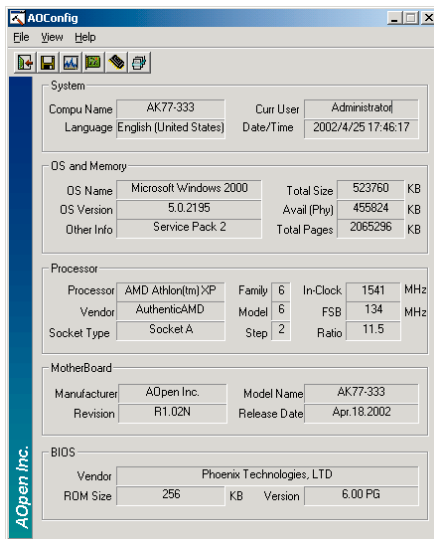 AOConfig
File View Help
System
Compu Name AK77-333 Curr User Administrator
Language English (United States) Date/Time 2002/4/25 17:46:17
OS and Memory
OS Name Microsoft Windows 2000 Total Size 523760 KB
OS Version 5.0.2195 Avail (Phy) 455824 KB
Other Info Service Pack 2 Total Pages 2065296 KB
Processor
Processor AMD Athlon(tm) XP Family 6 In-Clock 1541 MHz
Vendor AuthenticAMD Model 6 FSB 134 MHz
Socket Type Socket A Step 2 Ratio 11.5
MotherBoard
Manufacturer AOpen Inc. Model Name AK77-333
Revision R1.02N Release Date Apr.18.2002
BIOS
Vendor Phoenix Technologies, LTD
ROM Size 256 KB Version 6.00 PG
AOpen Inc.